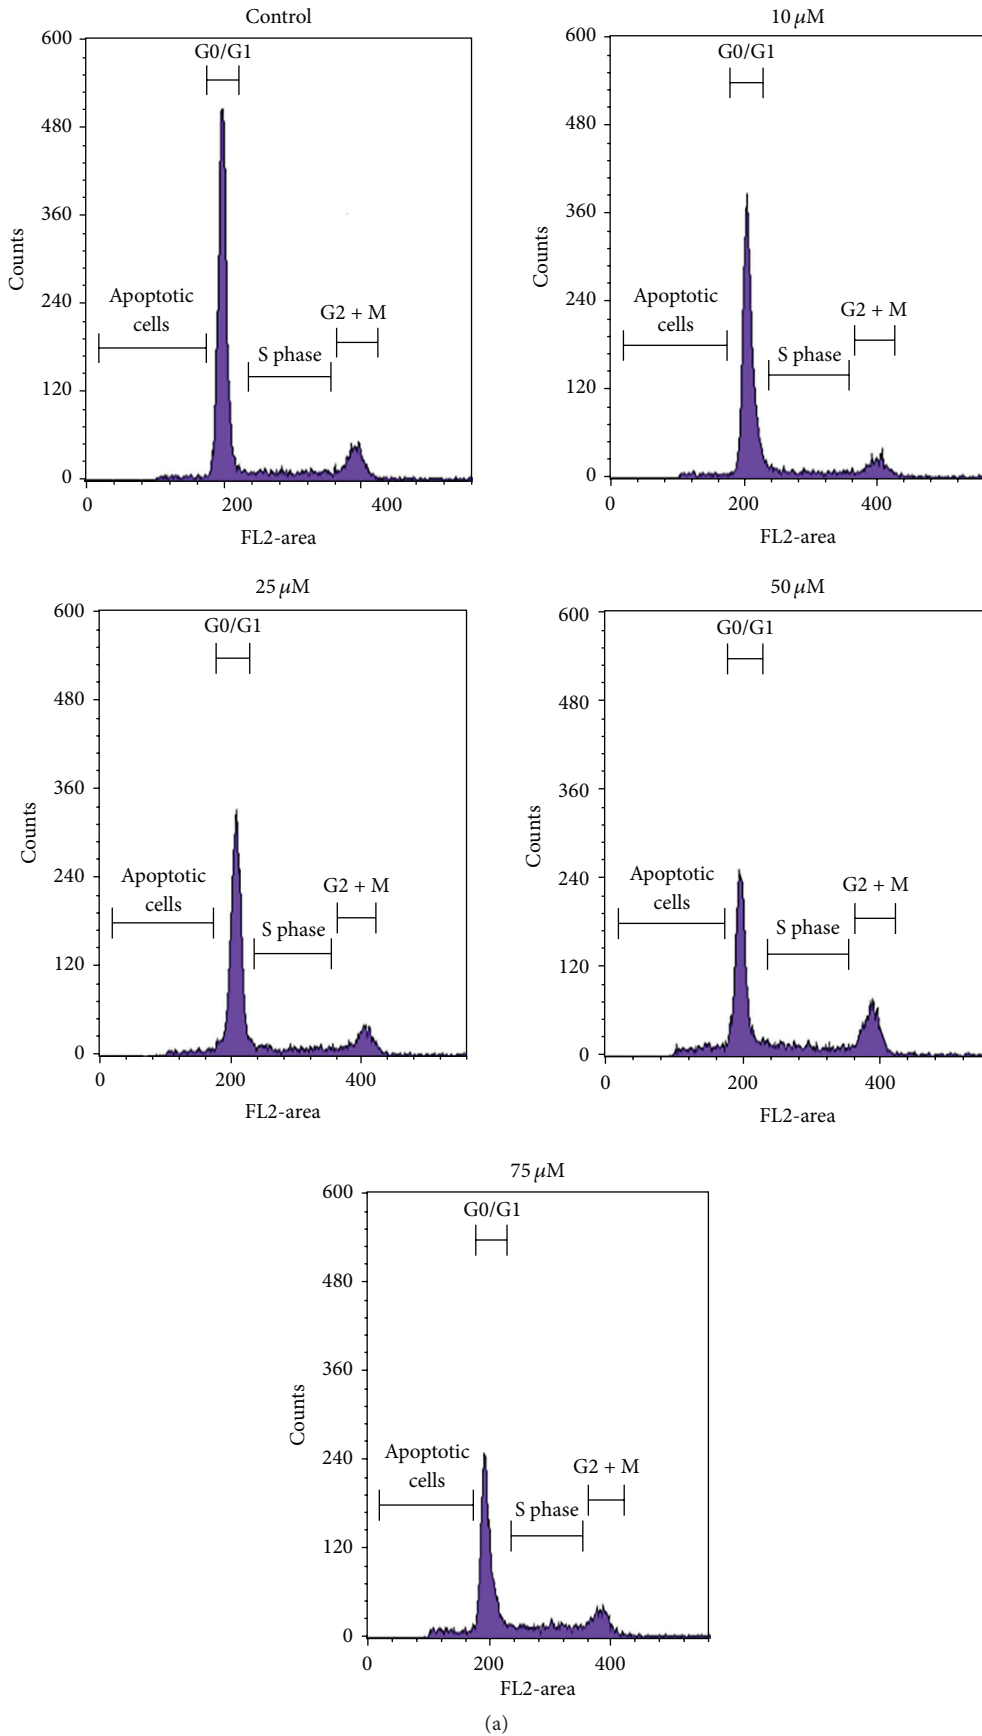 Control
600
480
360
240
120
0
Counts
G0/G1
Apoptotic
cells
S phase
G2 + M
0 200 400
FL2-area
10 μM
600
480
360
240
120
0
Counts
G0/G1
Apoptotic
cells
S phase
G2 + M
0 200 400
FL2-area
25 μM
600
480
360
240
120
0
Counts
G0/G1
Apoptotic
cells
S phase
G2 + M
0 200 400
FL2-area
50 μM
600
480
360
240
120
0
Counts
G0/G1
Apoptotic
cells
S phase
G2 + M
0 200 400
FL2-area
75 μM
600
480
360
240
120
0
Counts
G0/G1
Apoptotic
cells
S phase
G2 + M
0 200 400
FL2-area
(a)